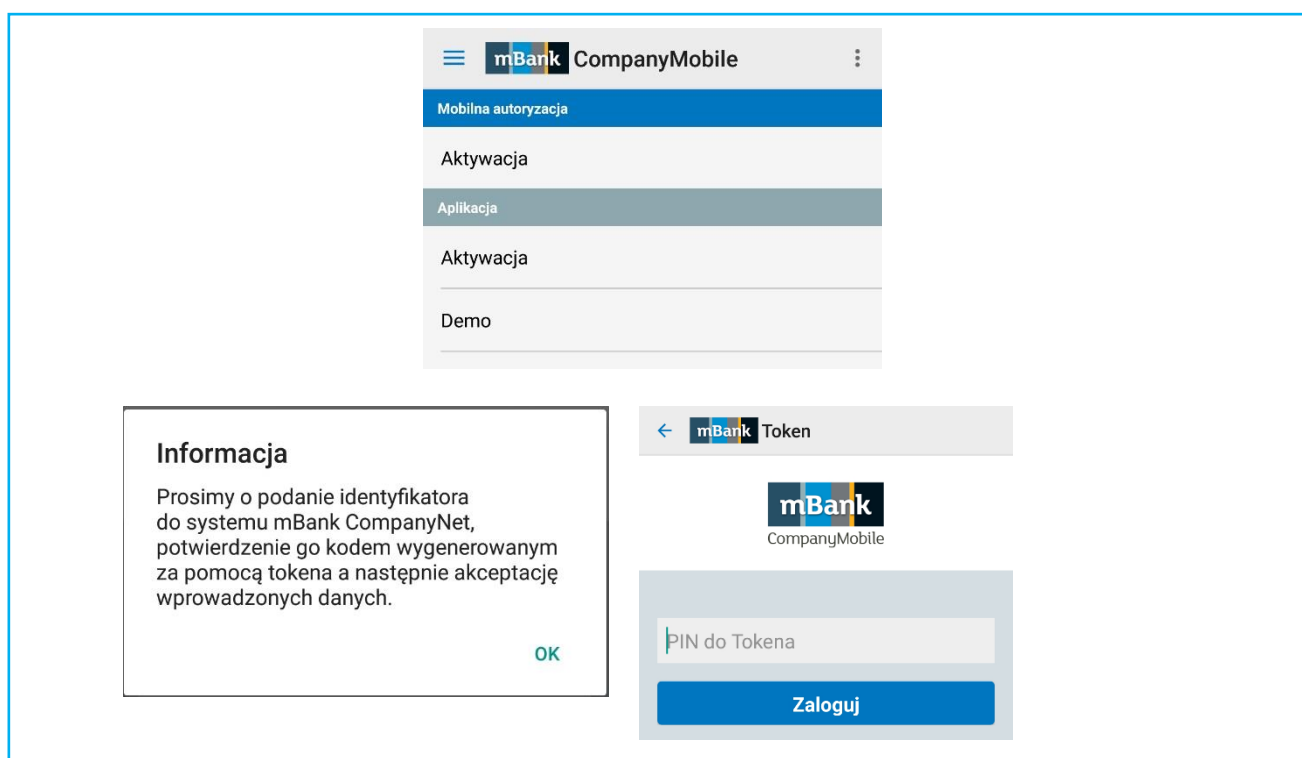 mBank CompanyMobile
Mobilna autoryzacja
Aktywacja
Aplikacja
Aktywacja
Demo
Informacja
Prosimy o podanie identyfikatora
do systemu mBank CompanyNet,
potwierdzenie go kodem wygenerowanym
za pomocą tokena a następnie akceptację
wprowadzonych danych.
OK
mBank Token
mBank
CompanyMobile
PIN do Tokena
Zaloguj